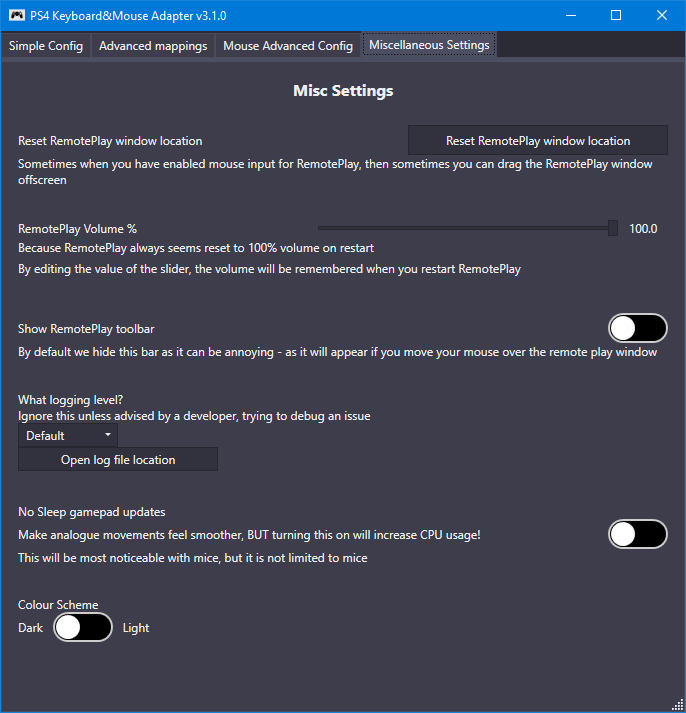 PS4 Keyboard&Mouse Adapter v3.1.0
Simple Config Advanced mappings Mouse Advanced Config Miscellaneous Settings
Misc Settings
Reset RemotePlay window location Reset RemotePlay window location
Sometimes when you have enabled mouse input for RemotePlay, then sometimes you can drag the RemotePlay window
offscreen
RemotePlay Volume % 100.0
Because RemotePlay always seems reset to 100% volume on restart
By editing the value of the slider, the volume will be remembered when you restart RemotePlay
Show RemotePlay toolbar
By default we hide this bar as it can be annoying - as it will appear if you move your mouse over the remote play window
What logging level?
Ignore this unless advised by a developer, trying to debug an issue
Default
Open log file location
No Sleep gamepad updates
Make analogue movements feel smoother, BUT turning this on will increase CPU usage!
This will be most noticeable with mice, but it is not limited to mice
Colour Scheme
Dark Light